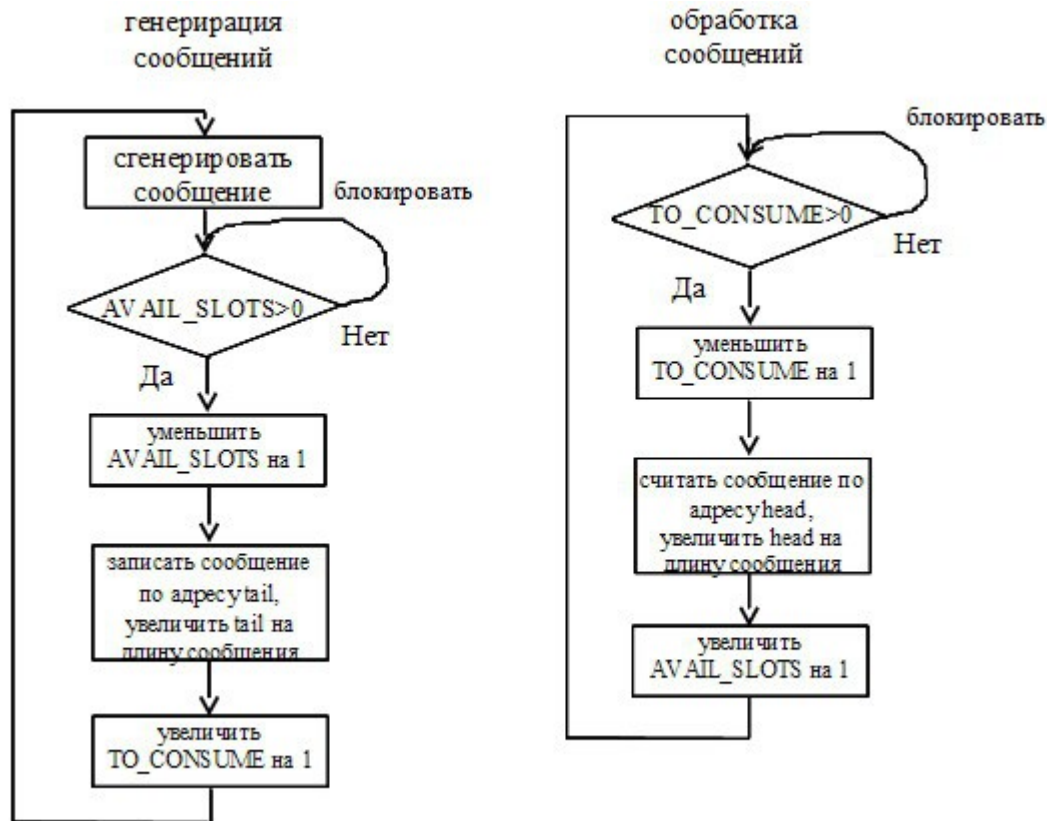 генерирация
сообщений
сгенерировать
сообщение
блокировать
AVAIL_SLOTS>0
Нет
Да
уменьшить
AVAIL_SLOTS на 1
записать сообщение
по адресу tail,
увеличить tail на
длину сообщения
увеличить
TO_CONSUME на 1
обработка
сообщений
блокировать
TO_CONSUME>0
Нет
Да
уменьшить
TO_CONSUME на 1
считать сообщение по
адресу head,
увеличить head на
длину сообщения
увеличить
AVAIL_SLOTS на 1